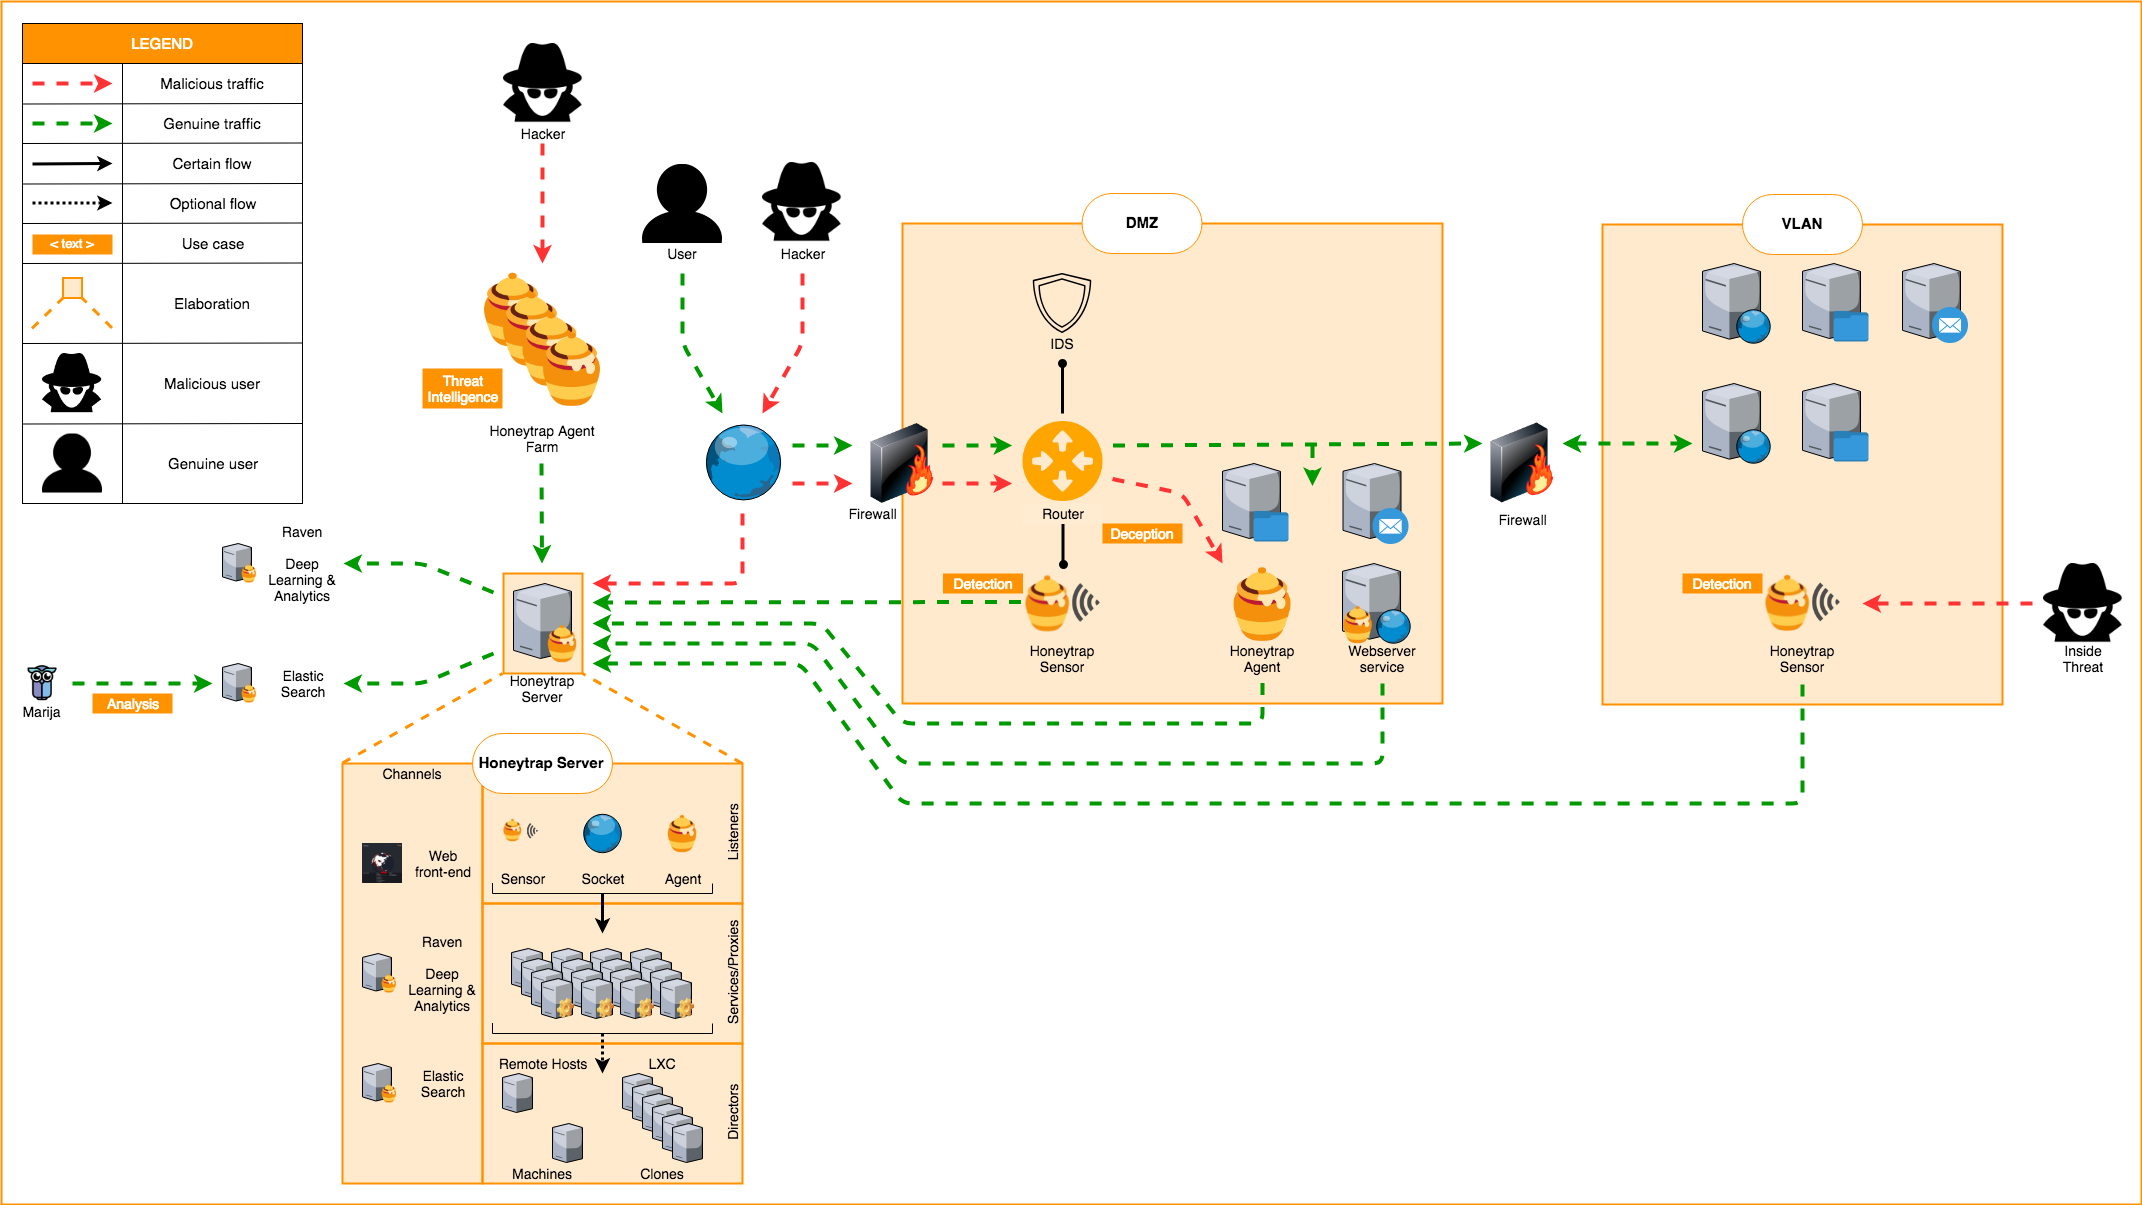 LEGEND
Malicious traffic
Genuine traffic
Certain flow
Optional flow
< text >
Use case
Elaboration
Malicious user
Genuine user
Hacker
User
Hacker
Threat
Intelligence
Honeytrap Agent
Farm
DMZ
IDS
Firewall
Router
Deception
Detection
Honeytrap
Sensor
Honeytrap
Agent
Webserver
service
Firewall
VLAN
Detection
Honeytrap
Sensor
Inside
Threat
Raven
Deep
Learning &
Analytics
Elastic
Search
Marija
Analysis
Honeytrap
Server
Honeytrap Server
Channels
Web
front-end
Raven
Deep
Learning &
Analytics
Elastic
Search
Sensor
Socket
Agent
Listeners
Services/Proxies
Remote Hosts
LXC
Machines
Clones
Directors